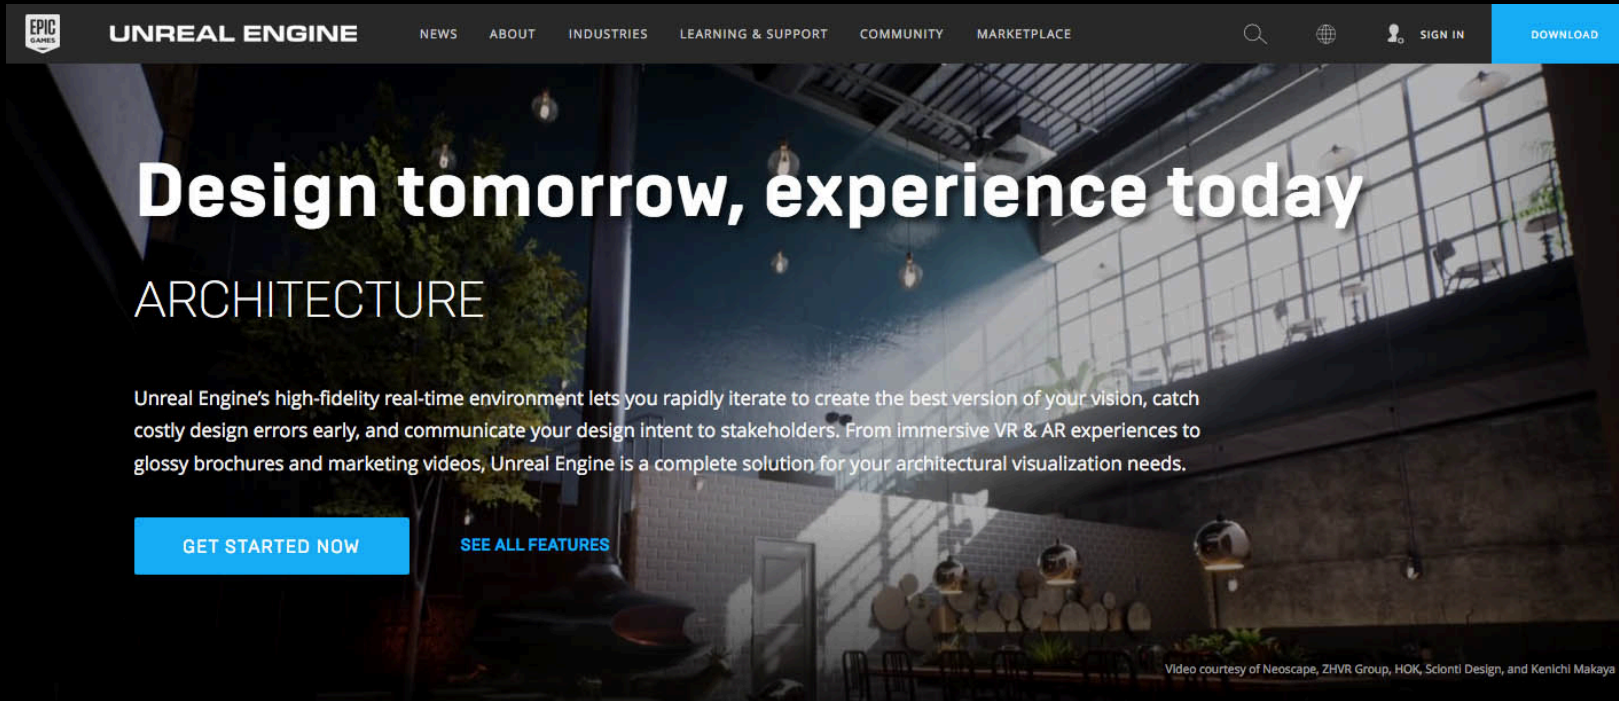 EPIC
GAMES
UNREAL ENGINE
NEWS
ABOUT
INDUSTRIES
LEARNING & SUPPORT
COMMUNITY
MARKETPLACE
SIGN IN
DOWNLOAD
Design tomorrow, experience today
ARCHITECTURE
Unreal Engine's high-fidelity real-time environment lets you rapidly iterate to create the best version of your vision, catch
costly design errors early, and communicate your design intent to stakeholders. From immersive VR & AR experiences to
glossy brochures and marketing videos, Unreal Engine is a complete solution for your architectural visualization needs.
GET STARTED NOW
SEE ALL FEATURES
Video courtesy of Neoscape, ZHVR Group, HOK, Scionti Design, and Kenichi Makaya